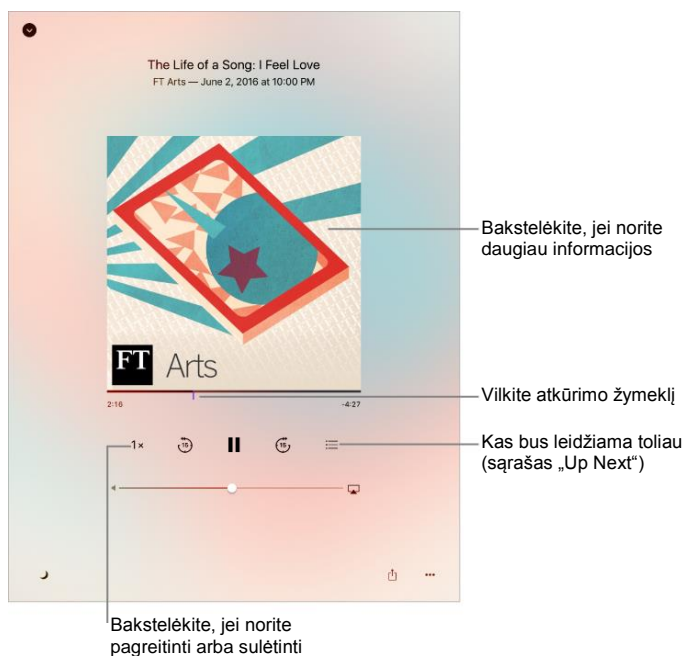 The Life of a Song: I Feel Love
FT Arts — June 2, 2016 at 10:00 PM
Bakstelėkite, jei norite
daugiau informacijos
FT Arts
2:16
-4:27
Vilkite atkūrimo žymeklį
1×
15
15
Kas bus leidžiama toliau
(sąrašas „Up Next“)
Bakstelėkite, jei norite
pagreitinti arba sulėtinti